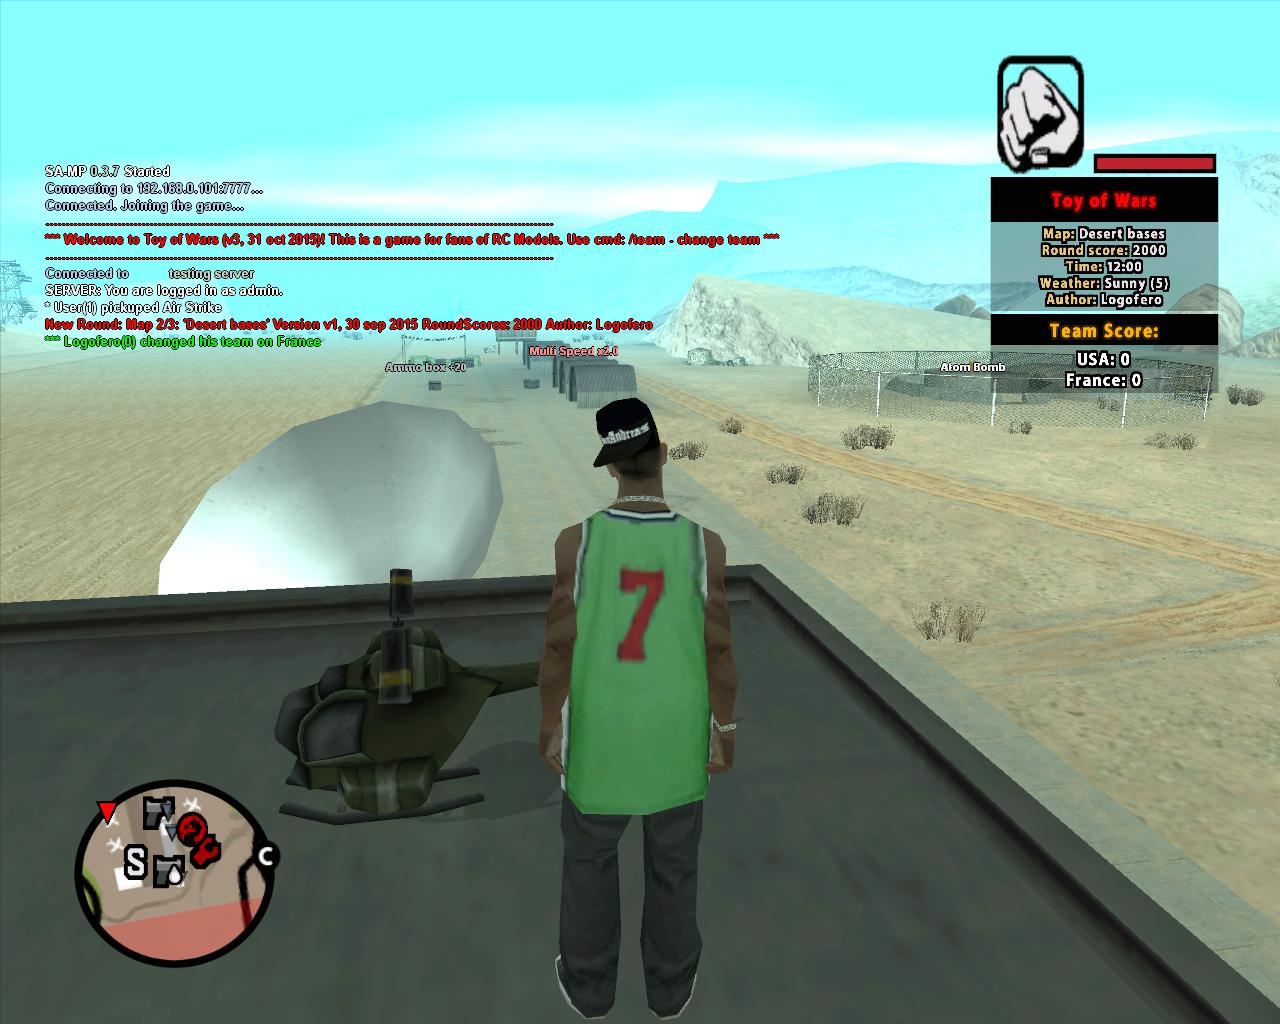 SA-MP 0.3.7 Started
Connecting to 192.168.0.101:7777...
Connected. Joining the game...
*** Welcome to Toy of Wars (v3, 31 oct 2015)! This is a game for fans of RC Models. Use cmd: /team - change team ***
Connected to testing server
SERVER: You are logged in as admin.
* User(1) pickuped Air Strike
New Round: Map 2/3: 'Desert bases' Version v1, 30 sep 2015 RoundScores: 2000 Author: Logofero
*** Logofero(0) changed his team on France
Toy of Wars
Map: Desert bases
Round score: 2000
Time: 12:00
Weather: Sunny (5)
Author: Logofero
Team Score:
USA: 0
France: 0
Multi Speed x2.0
Ammo box +20
Atom Bomb
7
S
C